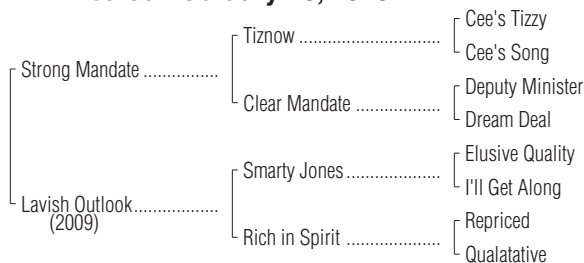 Cee's Tizzy
Tiznow
Cee's Song
Strong Mandate
Deputy Minister
Clear Mandate
Dream Deal
Elusive Quality
Smarty Jones
I'll Get Along
Lavish Outlook
(2009)
Repriced
Rich in Spirit
Qualatative